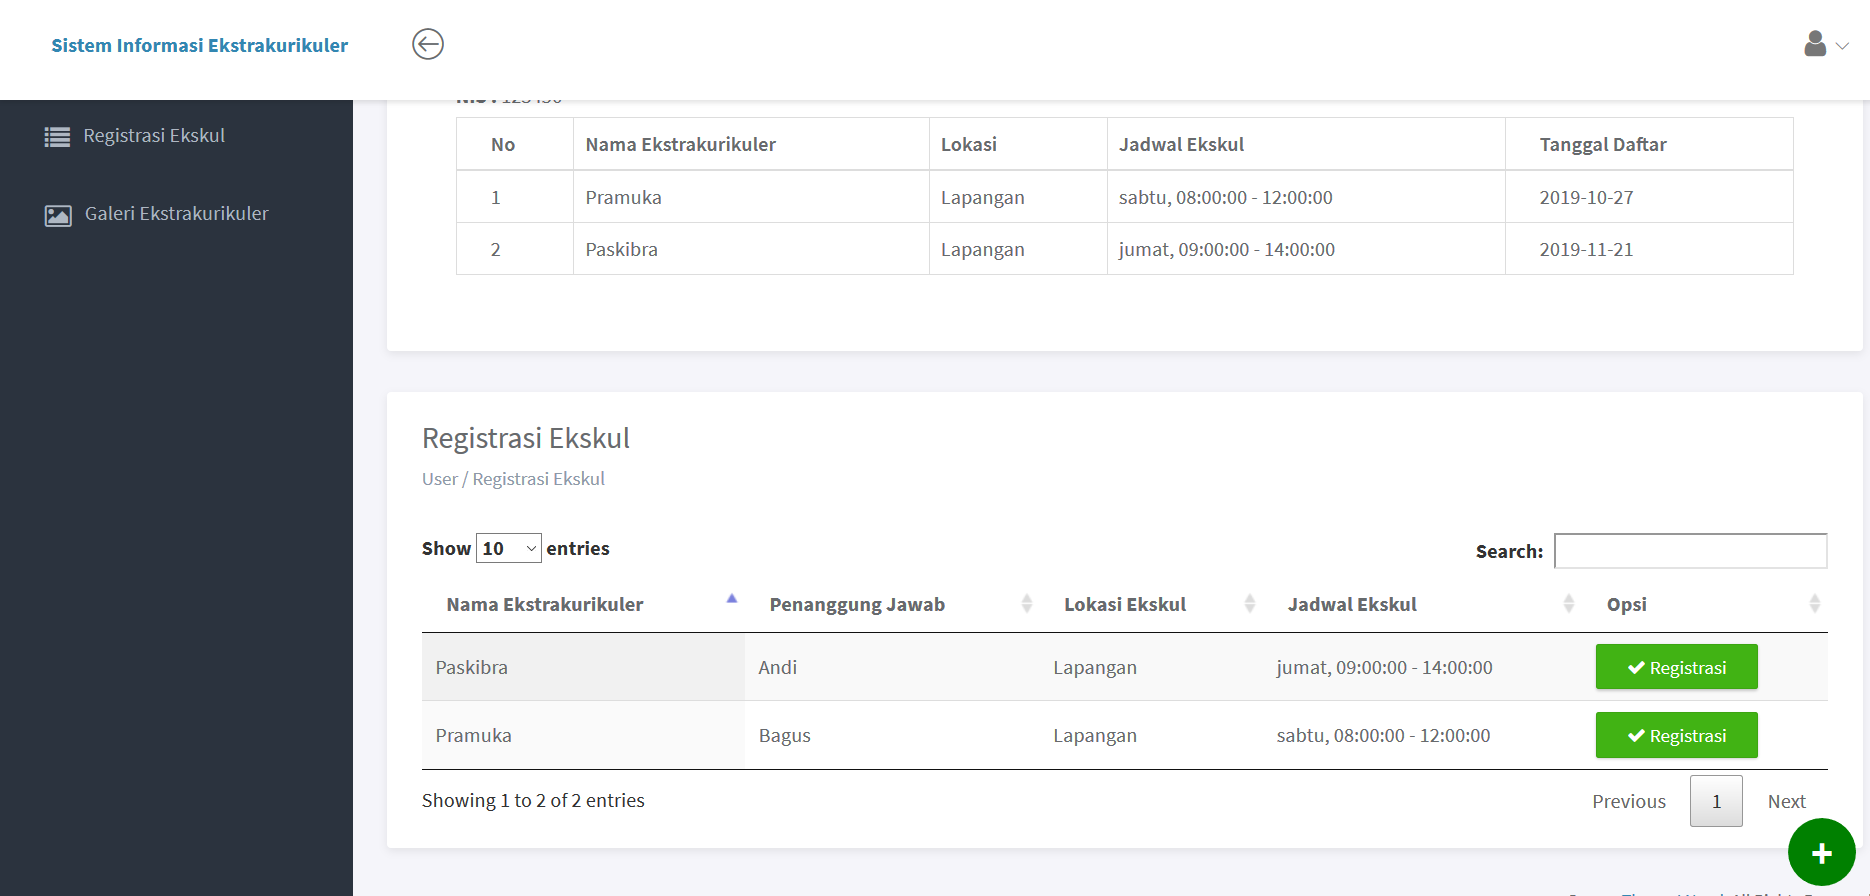 Sistem Informasi Ekstrakurikuler
Registrasi Ekskul
Galeri Ekstrakurikuler
No Nama Ekstrakurikuler Lokasi Jadwal Ekskul Tanggal Daftar
1 Pramuka Lapangan sabtu, 08:00:00 - 12:00:00 2019-10-27
2 Paskibra Lapangan jumat, 09:00:00 - 14:00:00 2019-11-21
Registrasi Ekskul
User / Registrasi Ekskul
Show 10 entries Search:
Nama Ekstrakurikuler Penanggung Jawab Lokasi Ekskul Jadwal Ekskul Opsi
Paskibra Andi Lapangan jumat, 09:00:00 - 14:00:00 Registrasi
Pramuka Bagus Lapangan sabtu, 08:00:00 - 12:00:00 Registrasi
Showing 1 to 2 of 2 entries Previous 1 Next
+